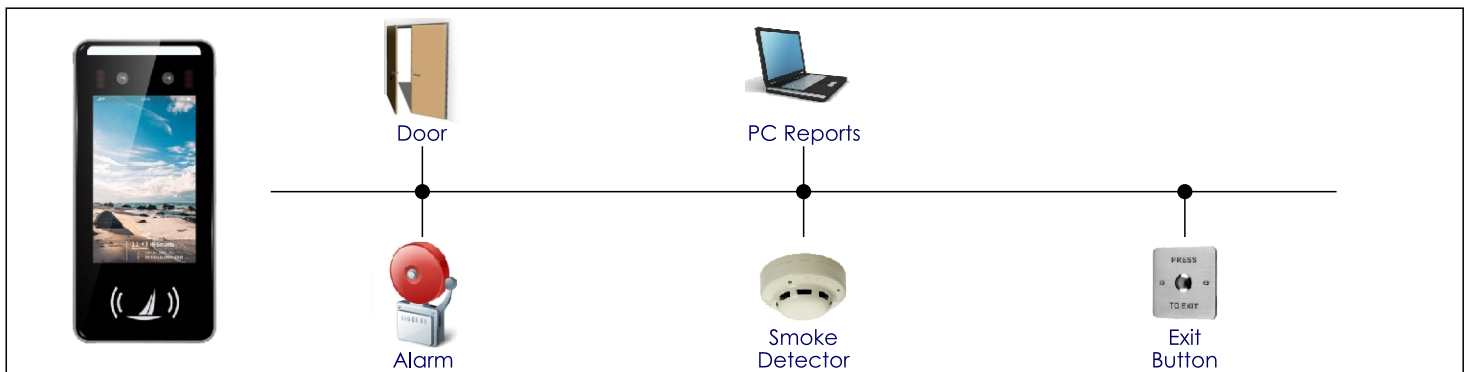 Door
PC Reports
Alarm
Smoke
Detector
PRESS
TO EXIT
Exit
Button